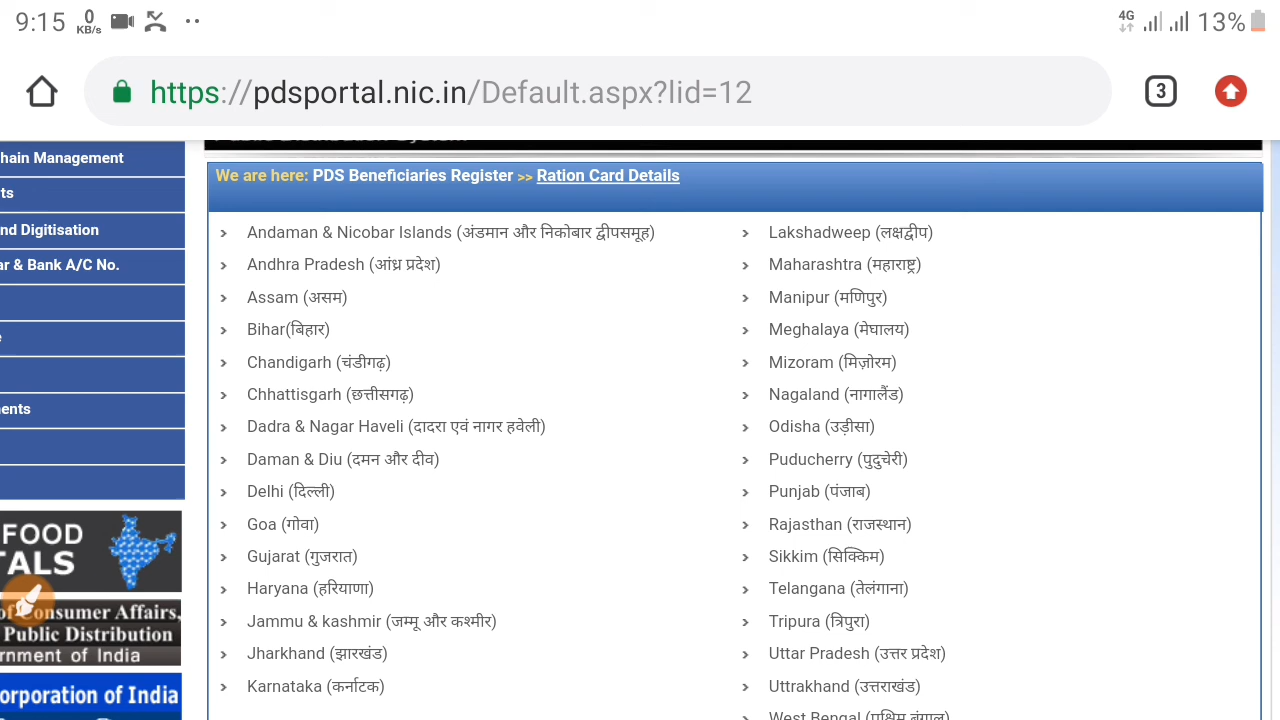 9:15 0 KB/s 4G 13%
https://pdsportal.nic.in/Default.aspx?lid=12 3
hain Management
ts
nd Digitisation
ar & Bank A/C No.
e
ents
FOOD
TALS
of Consumer Affairs,
Public Distribution
rnment of India
orporation of India
We are here: PDS Beneficiaries Register >> Ration Card Details
Andaman & Nicobar Islands (अंडमान और निकोबार द्वीपसमूह)
Andhra Pradesh (आंध्र प्रदेश)
Assam (असम)
Bihar(बिहार)
Chandigarh (चंडीगढ़)
Chhattisgarh (छत्तीसगढ़)
Dadra & Nagar Haveli (दादरा एवं नागर हवेली)
Daman & Diu (दमन और दीव)
Delhi (दिल्ली)
Goa (गोवा)
Gujarat (गुजरात)
Haryana (हरियाणा)
Jammu & kashmir (जम्मू और कश्मीर)
Jharkhand (झारखंड)
Karnataka (कर्नाटक)
Lakshadweep (लक्षद्वीप)
Maharashtra (महाराष्ट्र)
Manipur (मणिपुर)
Meghalaya (मेघालय)
Mizoram (मिज़ोरम)
Nagaland (नागालैंड)
Odisha (उड़ीसा)
Puducherry (पुदुचेरी)
Punjab (पंजाब)
Rajasthan (राजस्थान)
Sikkim (सिक्किम)
Telangana (तेलंगाना)
Tripura (त्रिपुरा)
Uttar Pradesh (उत्तर प्रदेश)
Uttrakhand (उत्तराखंड)
West Bengal (पश्चिम बंगाल)